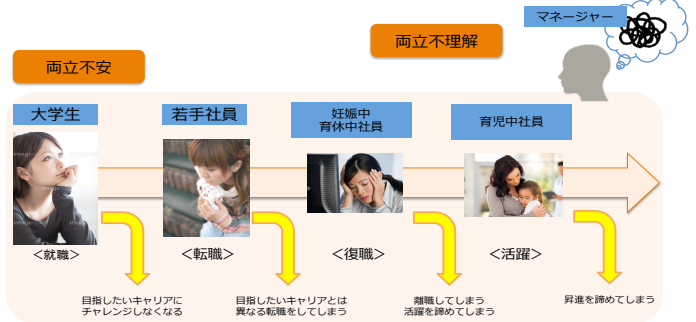 マネージャー
両立不理解
両立不安
大学生
若手社員
妊娠中
育休中社員
育児中社員
＜就職＞
＜転職＞
＜復職＞
＜活躍＞
目指したいキャリアに
チャレンジしなくなる
目指したいキャリアとは
異なる転職をしてしまう
離職してしまう
活躍を諦めてしまう
昇進を諦めてしまう